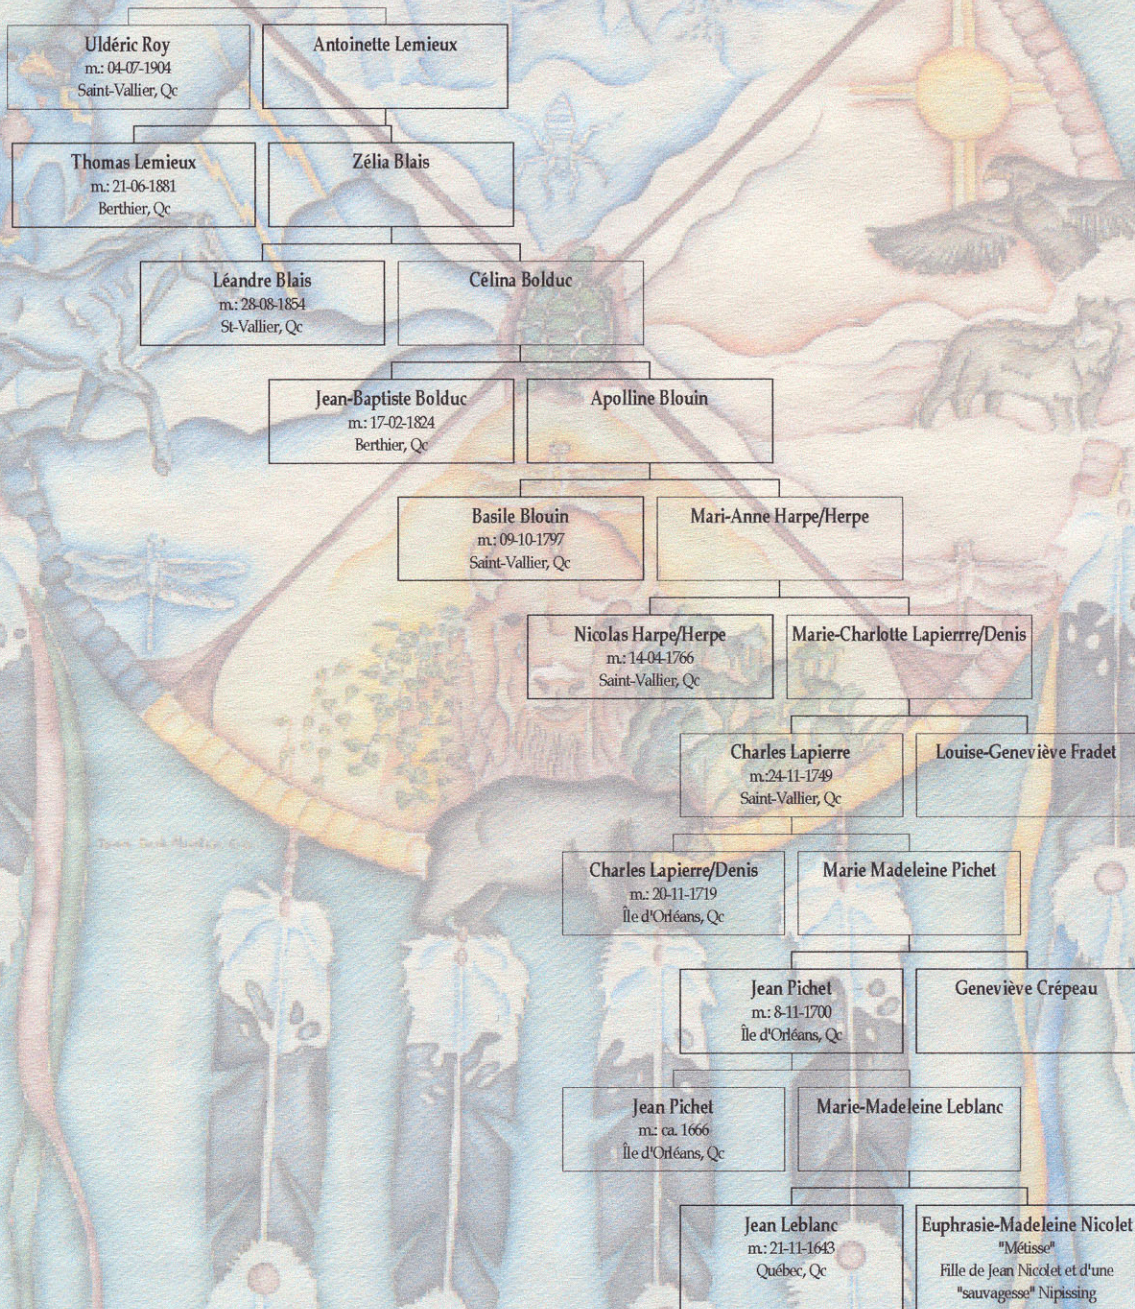 Uldéric Roy
m.: 04-07-1904
Saint-Vallier, Qc
Antoinette Lemieux
Thomas Lemieux
m.: 21-06-1881
Berthier, Qc
Zélia Blais
Léandre Blais
m.: 28-08-1854
St-Vallier, Qc
Célina Bolduc
Jean-Baptiste Bolduc
m.: 17-02-1824
Berthier, Qc
Apolline Blouin
Basile Blouin
m.: 09-10-1797
Saint-Vallier, Qc
Mari-Anne Harpe/Herpe
Nicolas Harpe/Herpe
m.: 14-04-1766
Saint-Vallier, Qc
Marie-Charlotte Lapierrre/Denis
Charles Lapierre
m.:24-11-1749
Saint-Vallier, Qc
Louise-Geneviève Fradet
Charles Lapierre/Denis
m.: 20-11-1719
Île d'Orléans, Qc
Marie Madeleine Pichet
Jean Pichet
m.: 8-11-1700
Île d'Orléans, Qc
Geneviève Crépeau
Jean Pichet
m.: ca. 1666
Île d'Orléans, Qc
Marie-Madeleine Leblanc
Jean Leblanc
m.: 21-11-1643
Québec, Qc
Euphrasie-Madeleine Nicolet
"Métisse"
Fille de Jean Nicolet et d'une
"sauvagesse" Nipissing